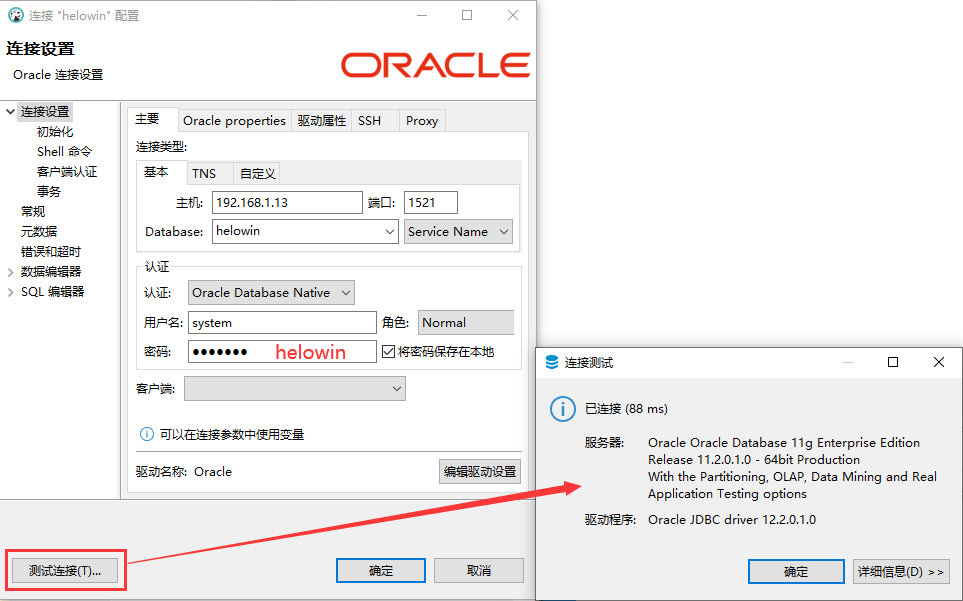 连接 "helowin" 配置
连接设置
Oracle 连接设置
ORACLE
连接设置
初始化
Shell 命令
客户端认证
事务
常规
元数据
错误和超时
数据编辑器
SQL 编辑器
主要 Oracle properties 驱动属性 SSH Proxy
连接类型:
基本 TNS 自定义
主机: 192.168.1.13 端口: 1521
Database: helowin Service Name
认证
认证: Oracle Database Native
用户名: system 角色: Normal
密码: ●●●●●●● helowin 将密码保存在本地
客户端:
可以在连接参数中使用变量
驱动名称: Oracle 编辑驱动设置
测试连接(T)... 确定 取消
连接测试
已连接 (88 ms)
服务器: Oracle Oracle Database 11g Enterprise Edition
Release 11.2.0.1.0 - 64bit Production
With the Partitioning, OLAP, Data Mining and Real
Application Testing options
驱动程序: Oracle JDBC driver 12.2.0.1.0
确定 详细信息(D) >>